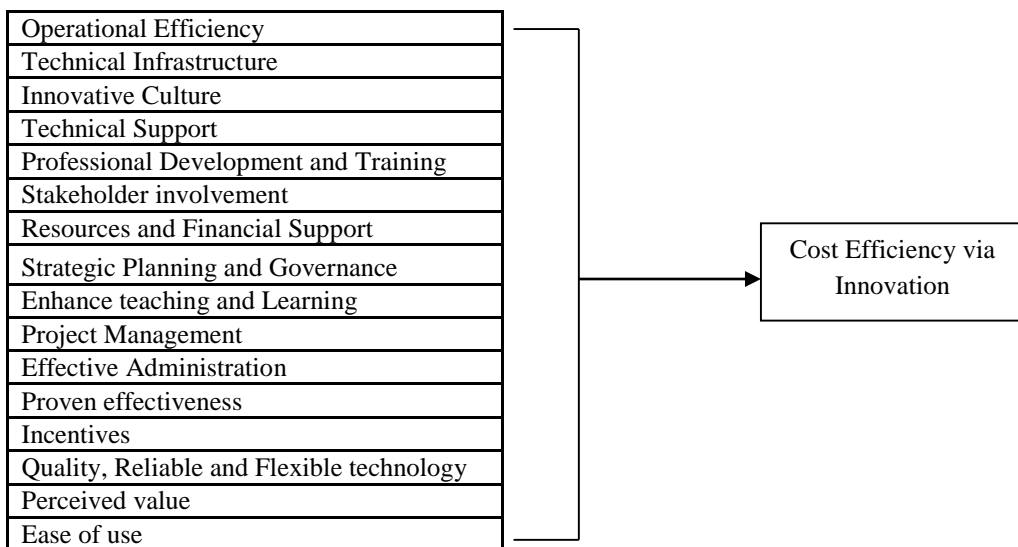 Operational Efficiency
Technical Infrastructure
Innovative Culture
Technical Support
Professional Development and Training
Stakeholder involvement
Resources and Financial Support
Strategic Planning and Governance
Enhance teaching and Learning
Project Management
Effective Administration
Proven effectiveness
Incentives
Quality, Reliable and Flexible technology
Perceived value
Ease of use
Cost Efficiency via
Innovation